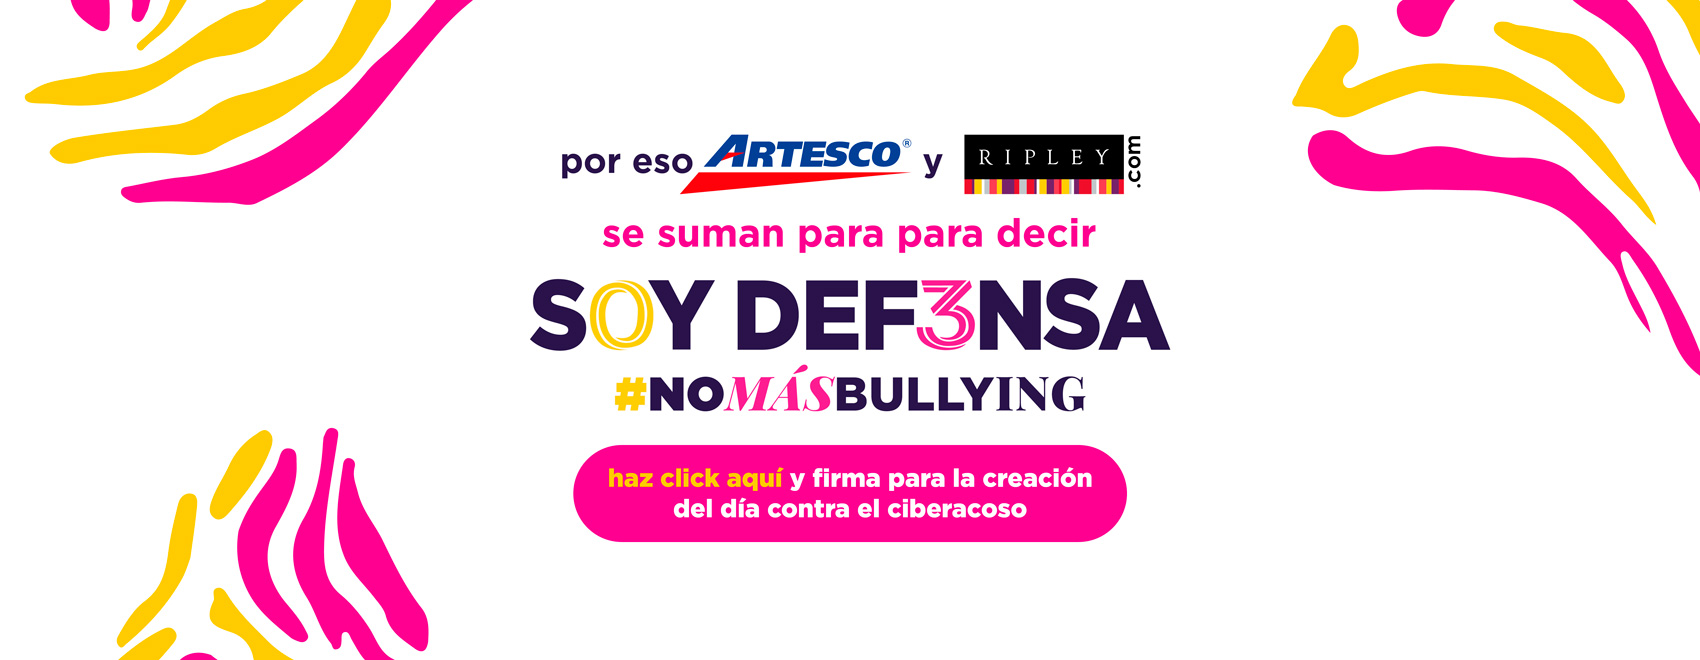 por eso ARTESCO® y RIPLEY .com
se suman para para decir
SOY DEF3NSA
#NOMÁSBULLYING
haz click aquí y firma para la creación
del día contra el ciberacoso